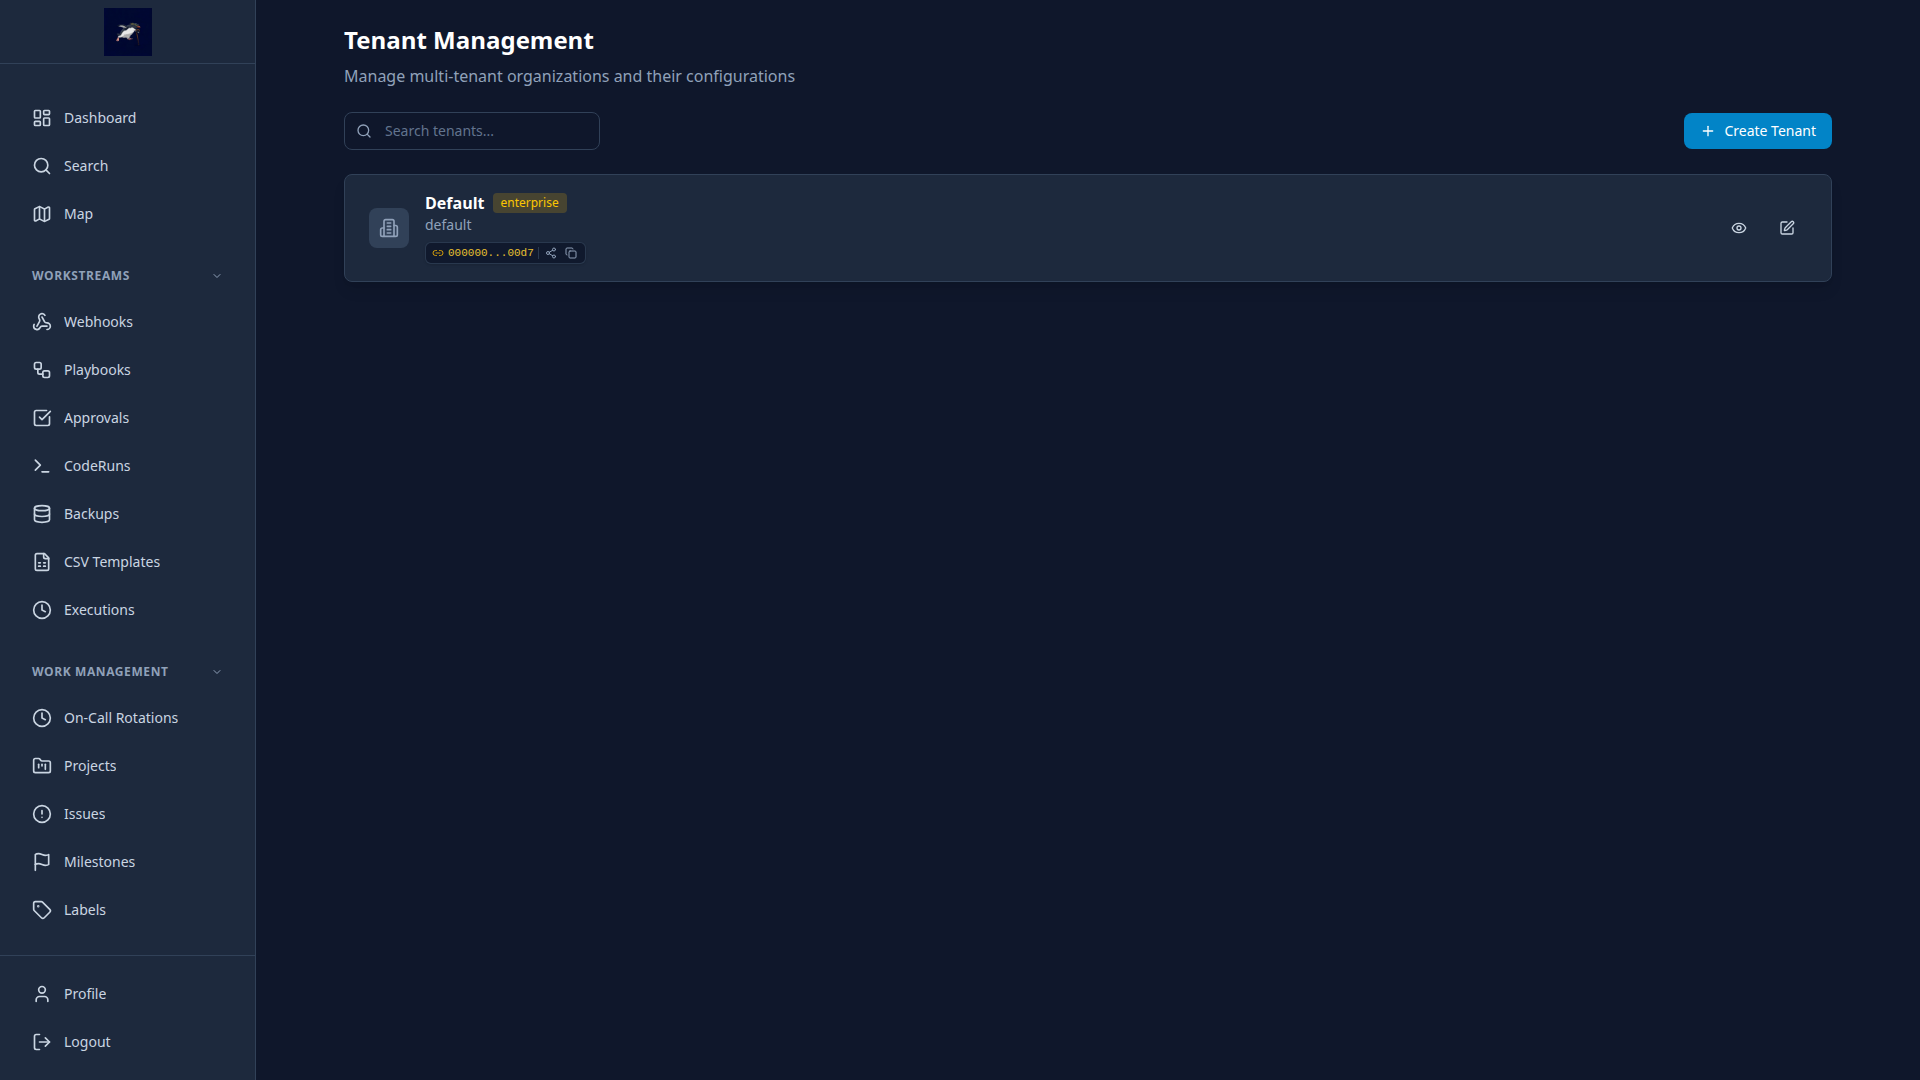 Dashboard
Search
Map
WORKSTREAMS
Webhooks
Playbooks
Approvals
CodeRuns
Backups
CSV Templates
Executions
WORK MANAGEMENT
On-Call Rotations
Projects
Issues
Milestones
Labels
Profile
Logout
Tenant Management
Manage multi-tenant organizations and their configurations
Search tenants...
Create Tenant
Default enterprise
default
000000...00d7